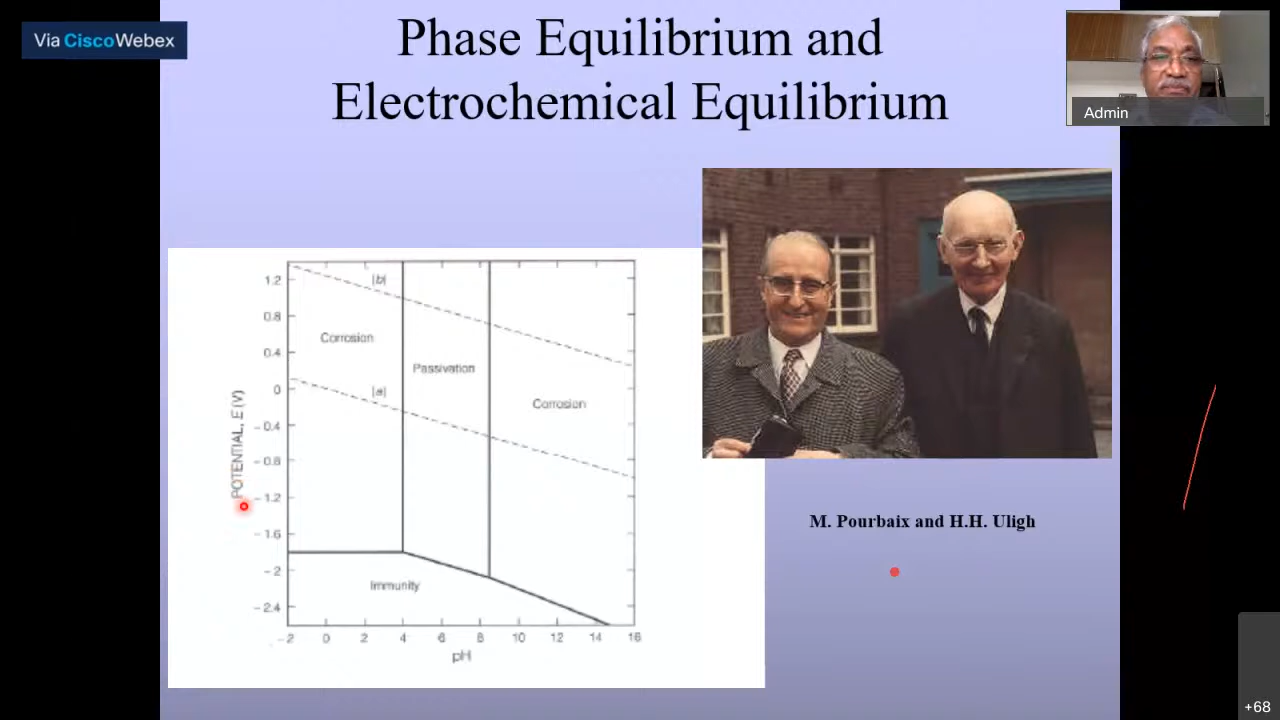 Via Cisco Webex
Phase Equilibrium and
Electrochemical Equilibrium
Admin
POTENTIAL, E (V)
1.2
0.8
0.4
0
-0.4
-0.8
-1.2
-1.6
-2
-2.4
(b)
Corrosion
Passivation
(a)
Corrosion
Immunity
-2 0 2 4 6 8 10 12 14 16
pH
M. Pourbaix and H.H. Uligh
+68